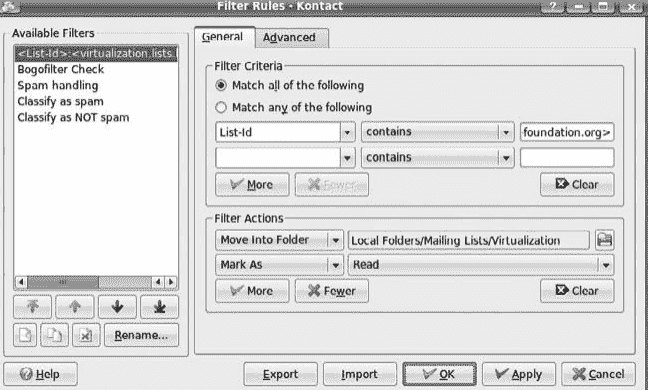 Filter Rules - Kontact
Available Filters
<List-Id>:<virtualization.lists.
Bogofilter Check
Spam handling
Classify as spam
Classify as NOT spam
Rename...
General
Advanced
Filter Criteria
Match all of the following
Match any of the following
List-Id
contains
foundation.org>
contains
More
Fewer
Clear
Filter Actions
Move Into Folder
Local Folders/Mailing Lists/Virtualization
Mark As
Read
More
Fewer
Clear
Help
Export
Import
OK
Apply
Cancel